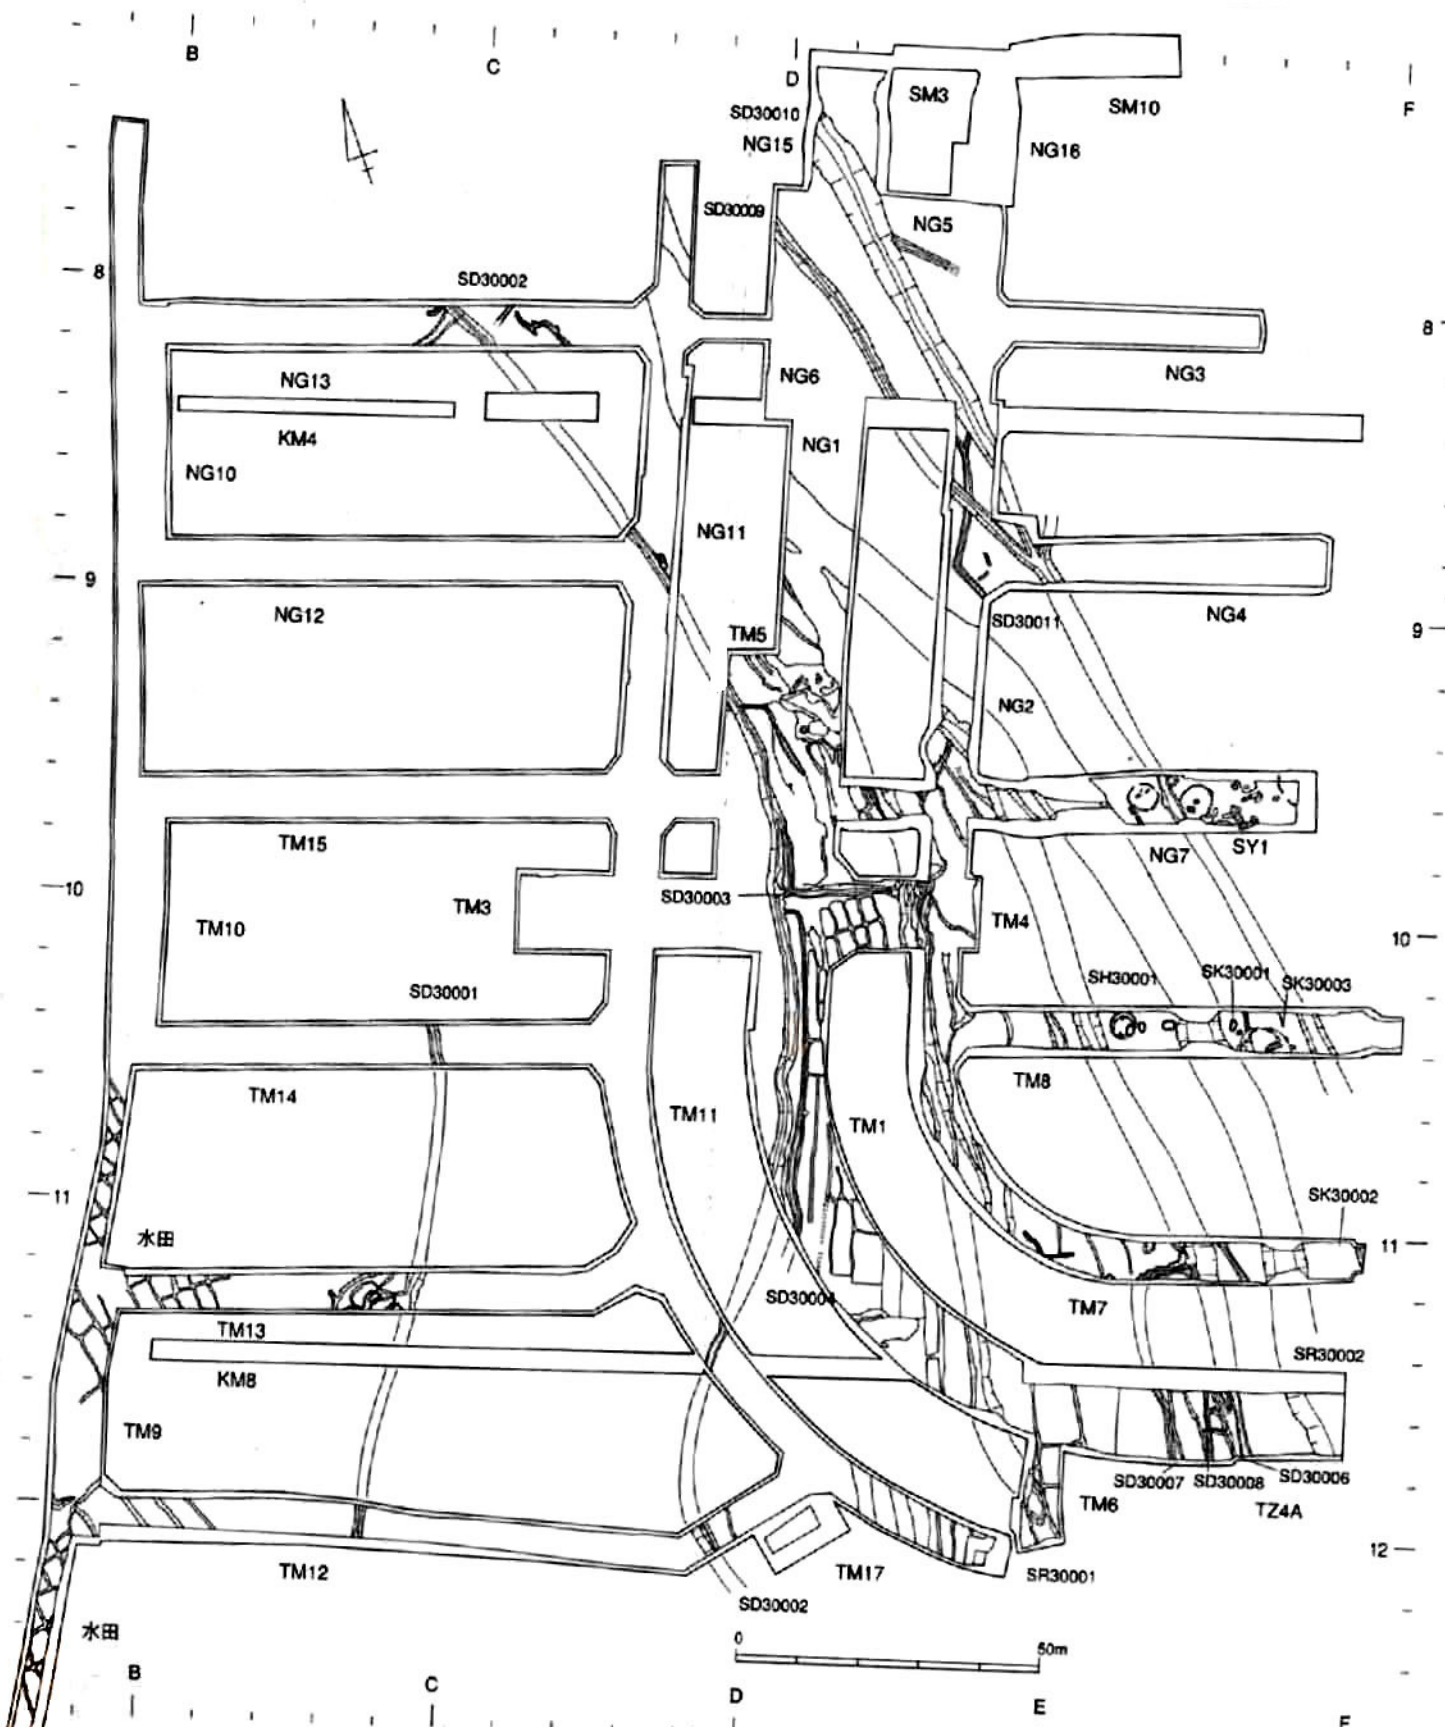 B
C
D
F
SD30010
NG15
SM3
SM10
NG16
SD30009
NG5
8
SD30002
8
NG13
NG6
NG3
KM4
NG1
NG10
NG11
9
NG12
TM5
SD30011
NG4
9
NG2
TM15
NG7
SY1
10
TM3
SD30003
TM10
TM4
10
SD30001
SH30001
SK30001
SK30003
TM14
TM11
TM1
TM8
11
SK30002
水田
11
SD30004
TM7
TM13
SR30002
KM8
TM9
SD30007
SD30008
SD30006
TM6
TZ4A
12
TM12
TM17
SR30001
SD30002
水田
0
50m
B
C
D
E
F